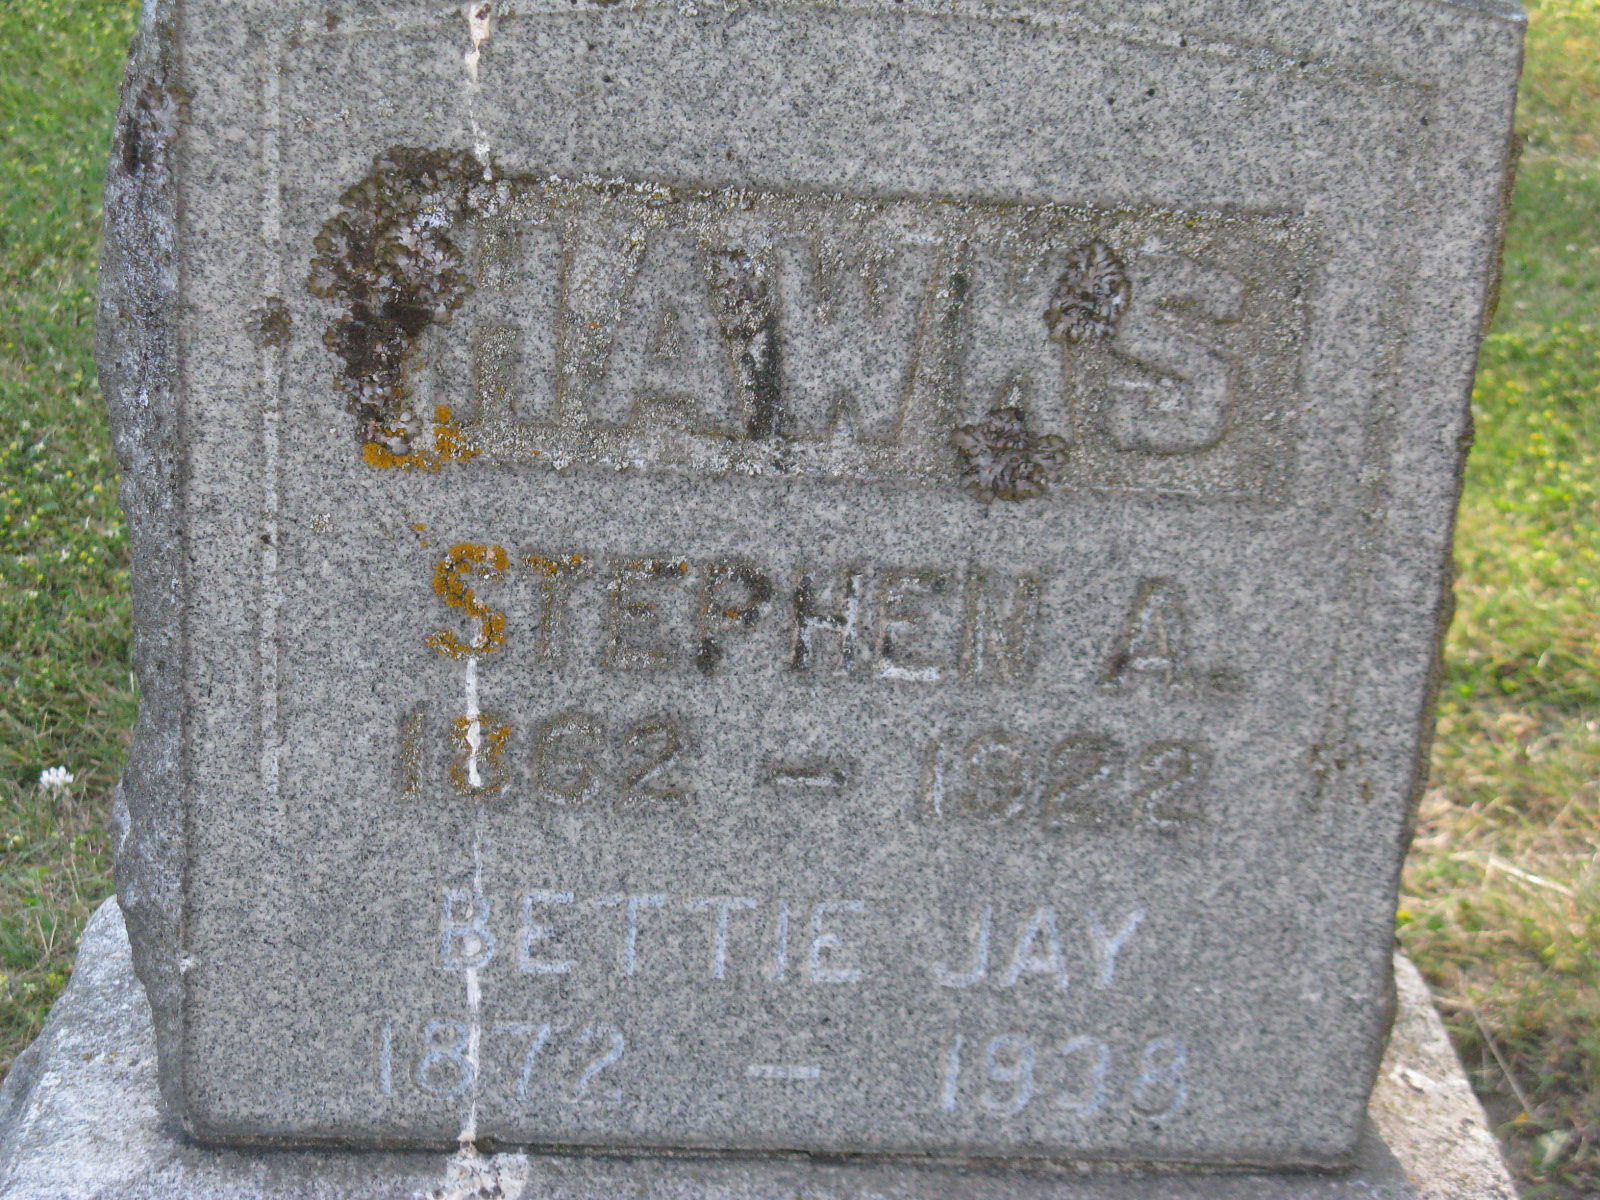 HAWKS
STEPHEN A.
1862 – 1922
BETTIE JAY
1872 – 1938